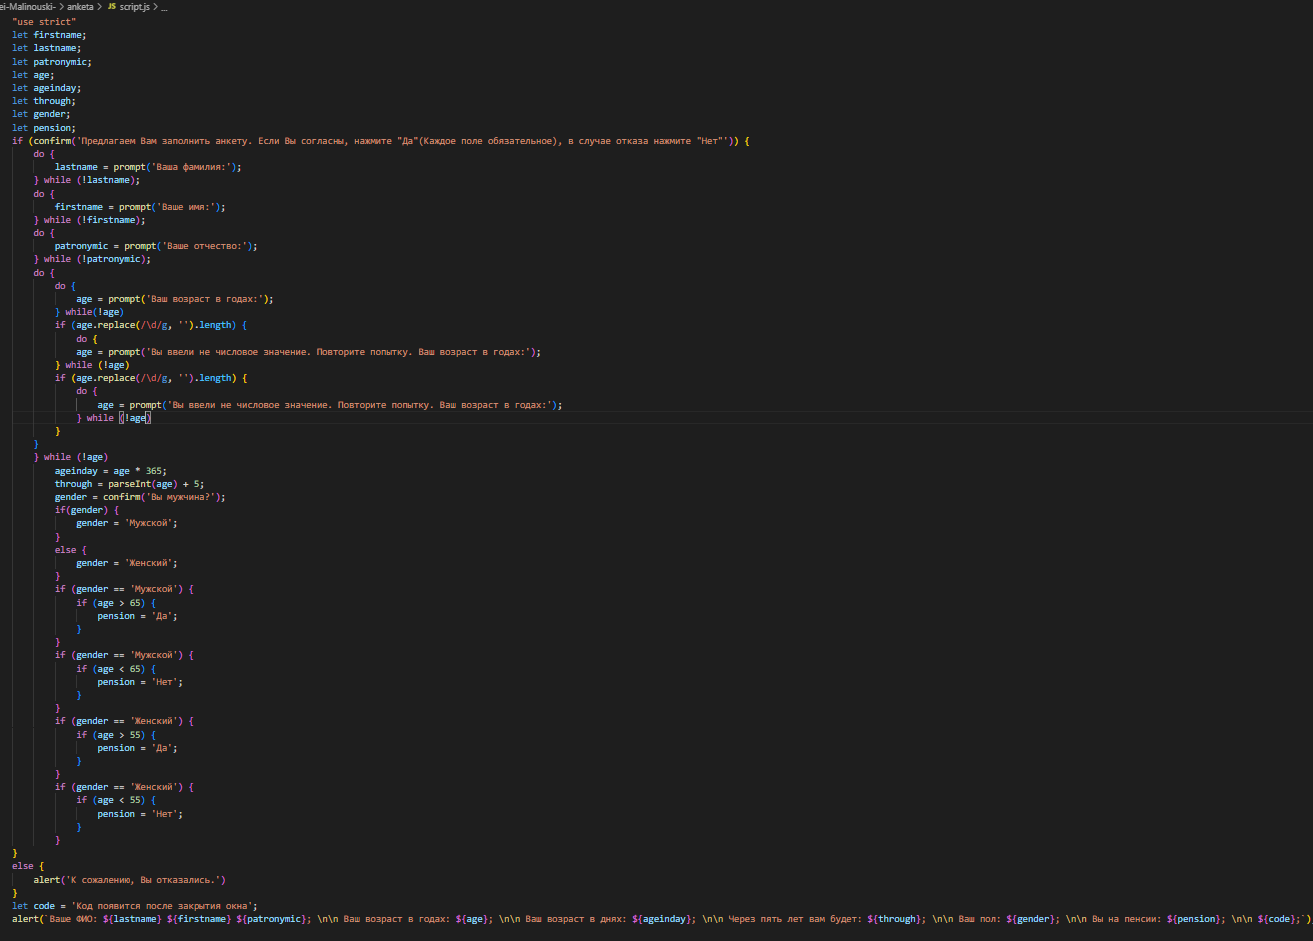 ei-Malinouski- > anketa > JS script.js > ...
"use strict"
let firstname;
let lastname;
let patronymic;
let age;
let ageinday;
let through;
let gender;
let pension;
if (confirm('Предлагаем Вам заполнить анкету. Если Вы согласны, нажмите "Да"(Каждое поле обязательное), в случае отказа нажмите "Нет"')) {
    do {
        lastname = prompt('Ваша фамилия:');
    } while (!lastname);
    do {
        firstname = prompt('Ваше имя:');
    } while (!firstname);
    do {
        patronymic = prompt('Ваше отчество:');
    } while (!patronymic);
    do {
        do {
            age = prompt('Ваш возраст в годах:');
        } while(!age)
        if (age.replace(/\d/g, '').length) {
            do {
            age = prompt('Вы ввели не числовое значение. Повторите попытку. Ваш возраст в годах:');
        } while (!age)
        if (age.replace(/\d/g, '').length) {
            do {
                age = prompt('Вы ввели не числовое значение. Повторите попытку. Ваш возраст в годах:');
            } while (!age)
        }
    }
    } while (!age)
        ageinday = age * 365;
        through = parseInt(age) + 5;
        gender = confirm('Вы мужчина?');
        if(gender) {
            gender = 'Мужской';
        }
        else {
            gender = 'Женский';
        }
        if (gender == 'Мужской') {
            if (age > 65) {
                pension = 'Да';
            }
        }
        if (gender == 'Мужской') {
            if (age < 65) {
                pension = 'Нет';
            }
        }
        if (gender == 'Женский') {
            if (age > 55) {
                pension = 'Да';
            }
        }
        if (gender == 'Женский') {
            if (age < 55) {
                pension = 'Нет';
            }
        }
}
else {
    alert('К сожалению, Вы отказались.')
}
let code = 'Код появится после закрытия окна';
alert(`Ваше ФИО: ${lastname} ${firstname} ${patronymic}; \n\n Ваш возраст в годах: ${age}; \n\n Ваш возраст в днях: ${ageinday}; \n\n Через пять лет вам будет: ${through}; \n\n Ваш пол: ${gender}; \n\n Вы на пенсии: ${pension}; \n\n ${code};`)